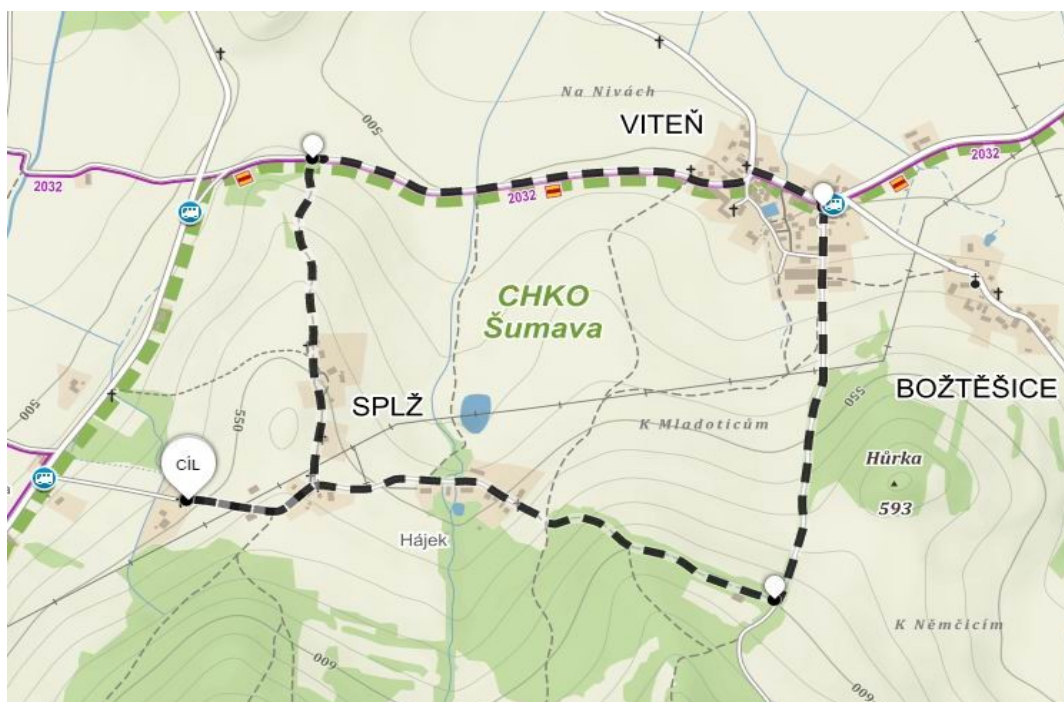 Na Nivách
VITEŇ
500
2032
2032
2032
CHKO
Šumava
BOŽTĚŠICE
550
SPLŽ
K Mladoticům
500
550
Hůrka
593
CÍL
Hájek
K Němčicím
600
600